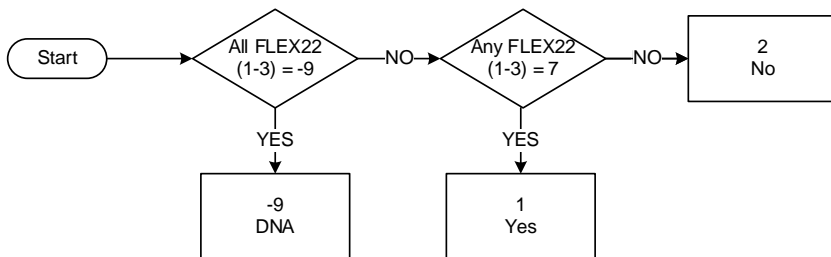 Start
All FLEX22
(1-3) = -9
NO
Any FLEX22
(1-3) = 7
NO
2
No
YES
YES
-9
DNA
1
Yes